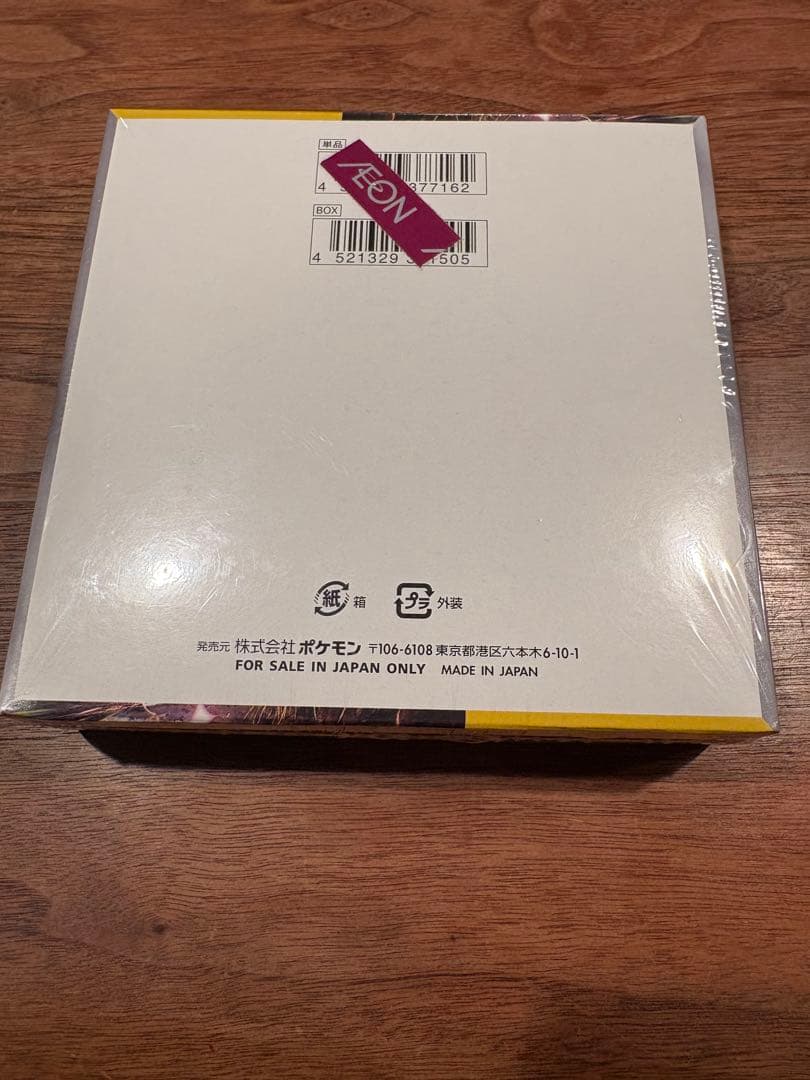 単品
ÆON
4 377162
BOX
4 521329 505
紙 箱 プラ 外装
発売元 株式会社 ポケモン 〒106-6108 東京都港区六本木6-10-1
FOR SALE IN JAPAN ONLY MADE IN JAPAN